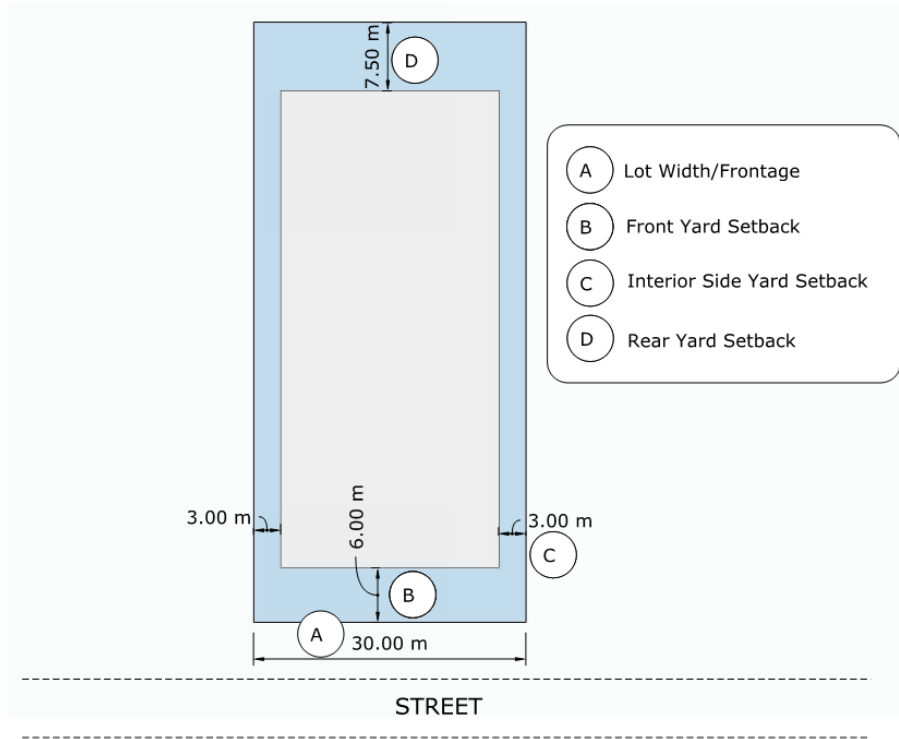 7.50 m
D
A Lot Width/Frontage
B Front Yard Setback
C Interior Side Yard Setback
D Rear Yard Setback
3.00 m
6.00 m
3.00 m
C
B
A
30.00 m
STREET